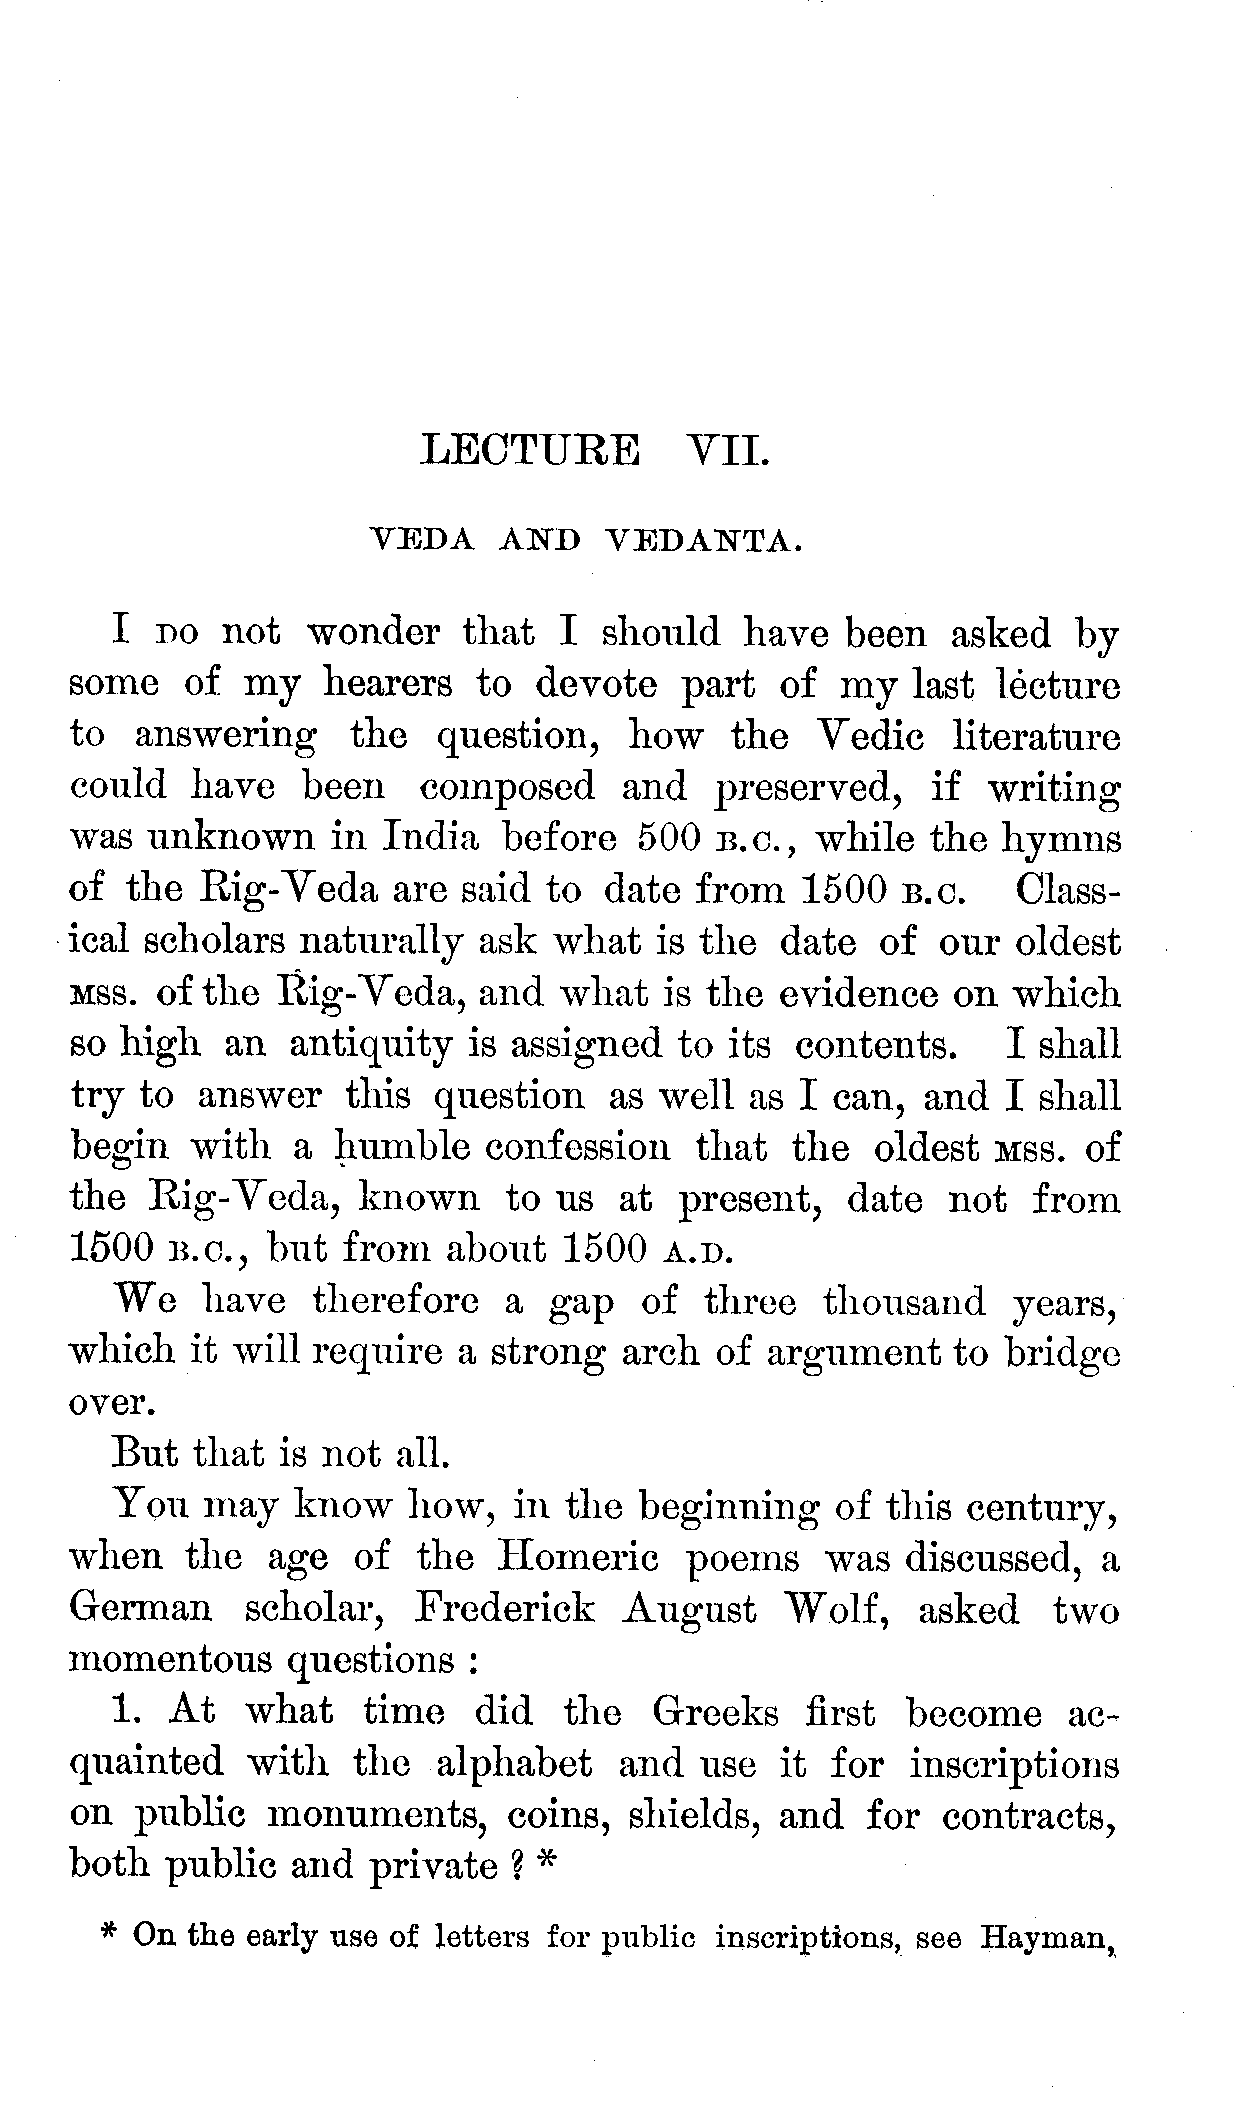 LECTURE VII.
VEDA AND VEDANTA.
I DO not wonder that I should have been asked by
some of my hearers to devote part of my last lecture
to answering the question, how the Vedic literature
could have been composed and preserved, if writing
was unknown in India before 500 B.C., while the hymns
of the Rig-Veda are said to date from 1500 B.C. Class-
ical scholars naturally ask what is the date of our oldest
MSS. of the Rig-Veda, and what is the evidence on which
so high an antiquity is assigned to its contents. I shall
try to answer this question as well as I can, and I shall
begin with a humble confession that the oldest MSS. of
the Rig-Veda, known to us at present, date not from
1500 B.C., but from about 1500 A.D.
We have therefore a gap of three thousand years,
which it will require a strong arch of argument to bridge
over.
But that is not all.
You may know how, in the beginning of this century,
when the age of the Homeric poems was discussed, a
German scholar, Frederick August Wolf, asked two
momentous questions :
1. At what time did the Greeks first become ac-
quainted with the alphabet and use it for inscriptions
on public monuments, coins, shields, and for contracts,
both public and private ? *
* On the early use of letters for public inscriptions, see Hayman,